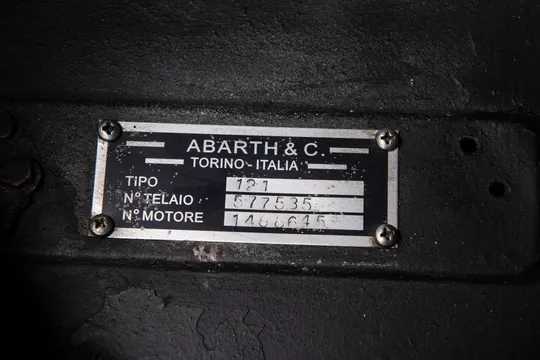 ABARTH & C.
TORINO - ITALIA
TIPO 121
N° TELAIO 577535
N° MOTORE